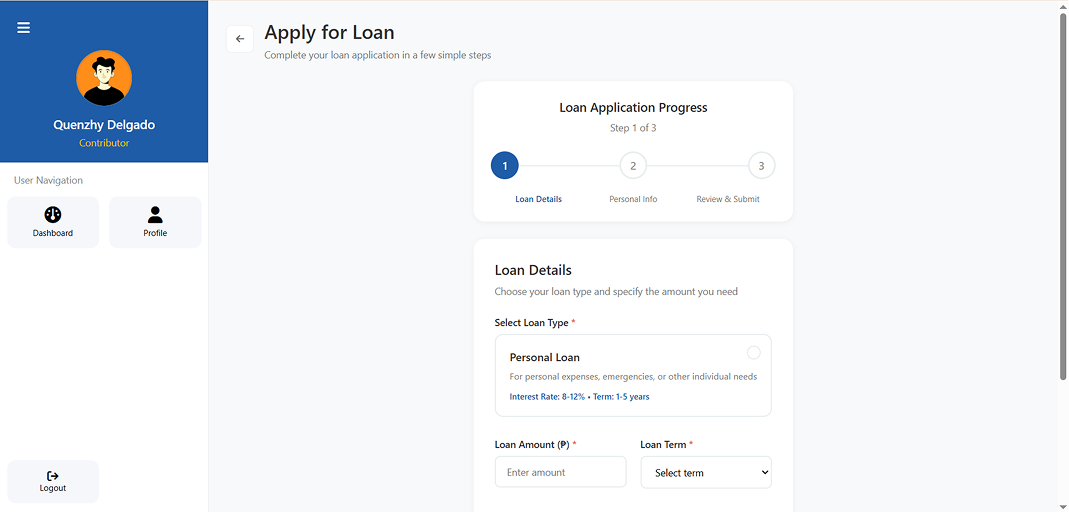 Quenzhy Delgado
Contributor
User Navigation
Dashboard
Profile
Logout
Apply for Loan
Complete your loan application in a few simple steps
Loan Application Progress
Step 1 of 3
1
2
3
Loan Details
Personal Info
Review & Submit
Loan Details
Choose your loan type and specify the amount you need
Select Loan Type *
Personal Loan
For personal expenses, emergencies, or other individual needs
Interest Rate: 8-12% • Term: 1-5 years
Loan Amount (₱) *
Loan Term *
Enter amount
Select term